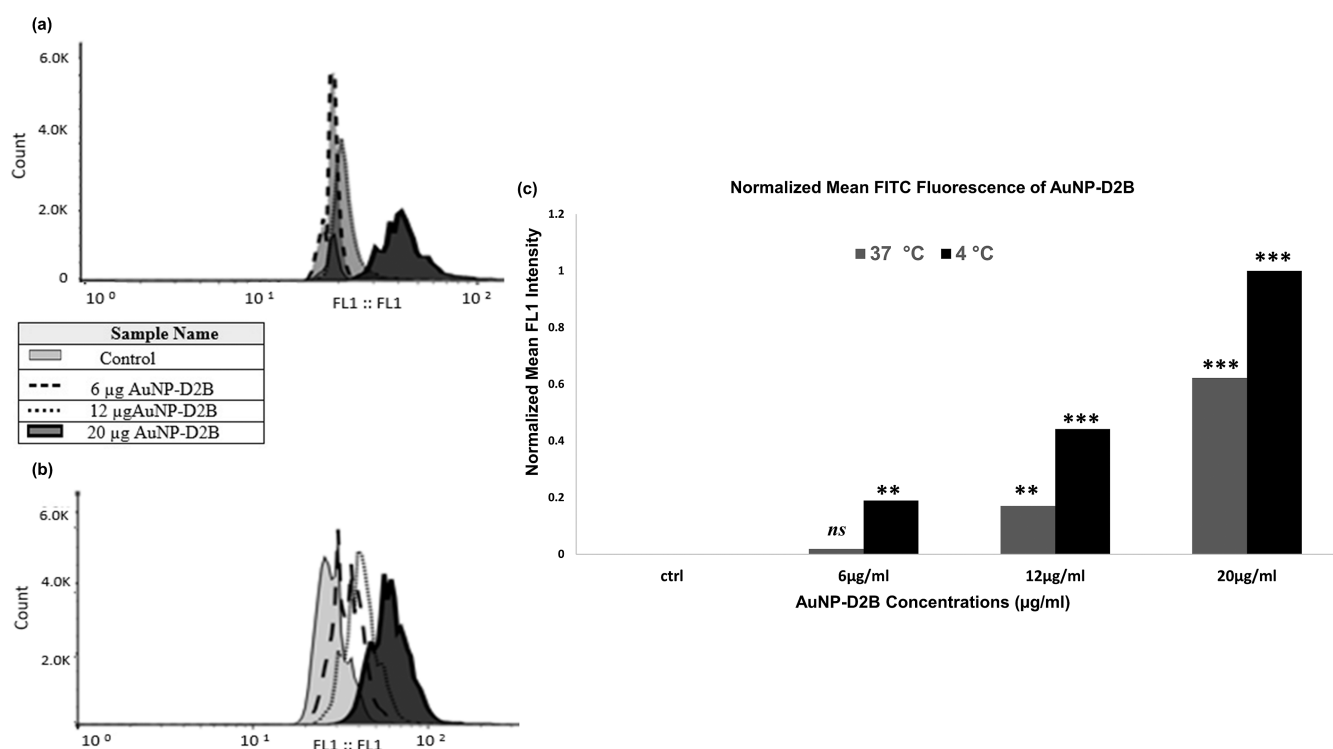 (a)
6.0K
4.0K
2.0K
0
Count
10 0
10 1
10 2
FL1 :: FL1
Sample Name
Control
6 µg AuNP-D2B
12 µgAuNP-D2B
20 µg AuNP-D2B
(b)
6.0K
4.0K
2.0K
Count
10 0
10 1
10 2
FL1 :: FL1
(c)
Normalized Mean FITC Fluorescence of AuNP-D2B
37 °C
4 °C
Normalized Mean FL1 Intensity
1.2
1
0.8
0.6
0.4
0.2
0
ns
**
**
***
***
***
ctrl
6µg/ml
12µg/ml
20µg/ml
AuNP-D2B Concentrations (µg/ml)